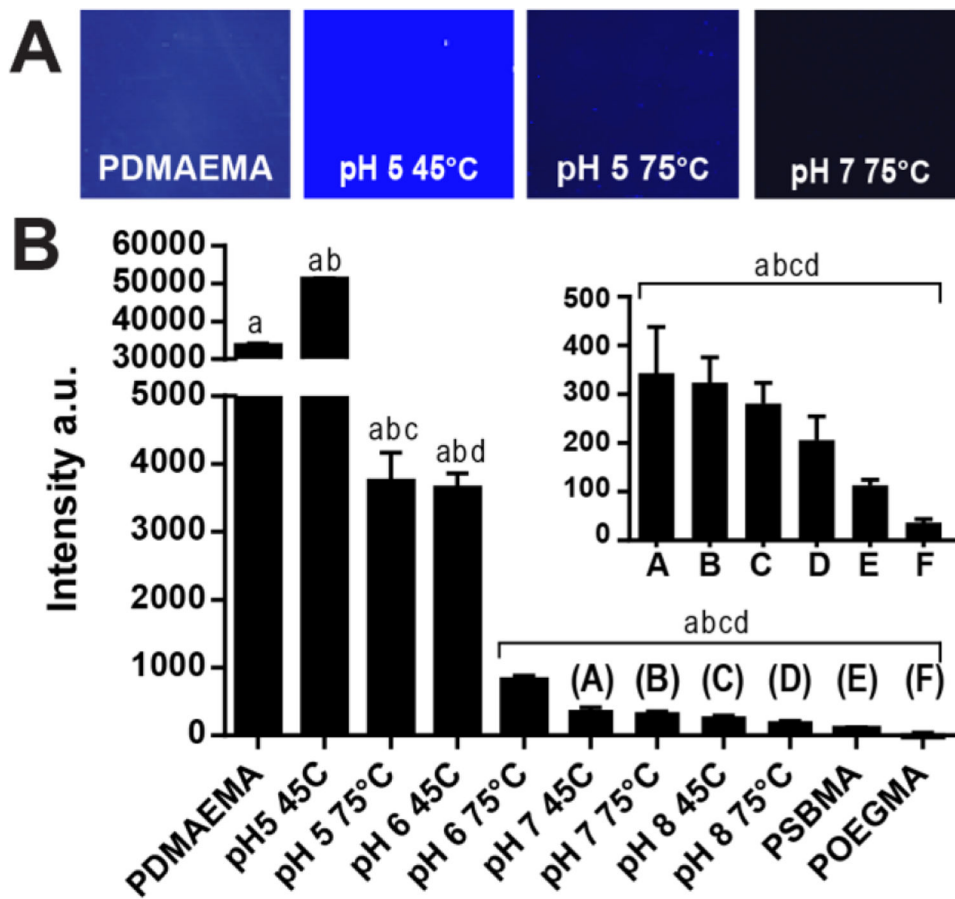 A
PDMAEMA
pH 5 45°C
pH 5 75°C
pH 7 75°C
B
Intensity a.u.
60000
50000
40000
30000
5000
4000
3000
2000
1000
0
a
ab
abc
abd
abcd
(A) (B) (C) (D) (E) (F)
abcd
500
400
300
200
100
0
A B C D E F
PDMAEMA
pH5 45C
pH 5 75°C
pH 6 45C
pH 6 75°C
pH 7 45C
pH 7 75°C
pH 8 45C
pH 8 75°C
PSBMA
POEGMA